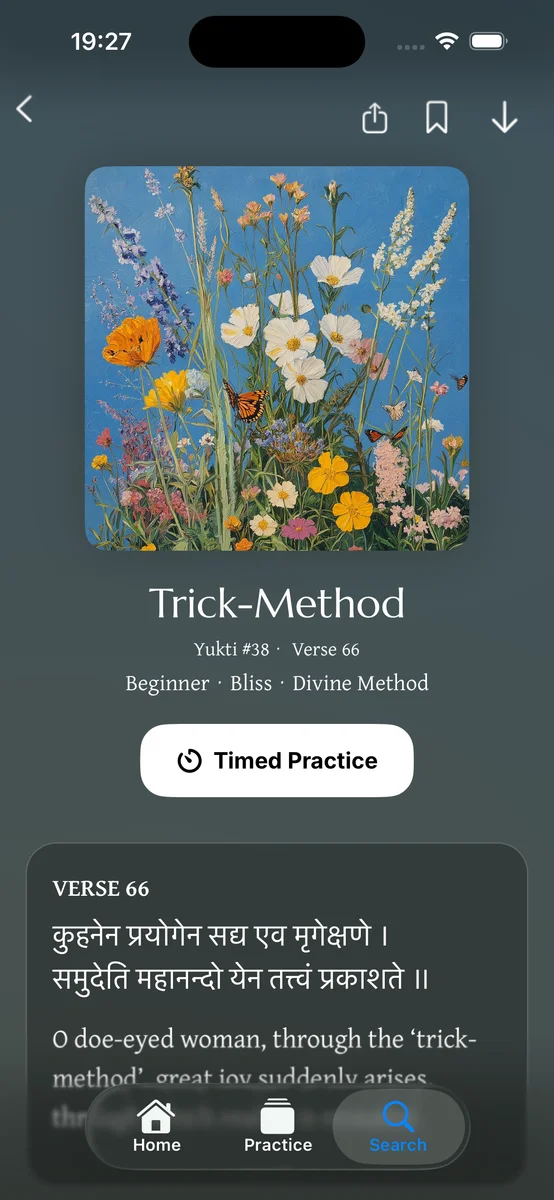 19:27
Trick-Method
Yukti #38 · Verse 66
Beginner · Bliss · Divine Method
Timed Practice
VERSE 66
कुहनेन प्रयोगेन सद्य एव मृगेक्षणे ।
समुदेति महानन्दो येन तत्त्वं प्रकाशते ॥
O doe-eyed woman, through the ‘trick-
method’, great joy suddenly arises,
Home
Practice
Search